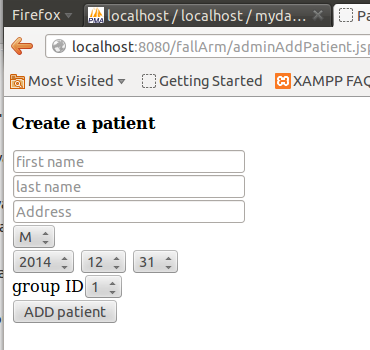 Firefox localhost / localhost / myda... Pa
localhost:8080/fallArm/adminAddPatient.jsp
Most Visited Getting Started XAMPP FAQ
Create a patient
first name
last name
Address
M
2014 12 31
group ID 1
ADD patient